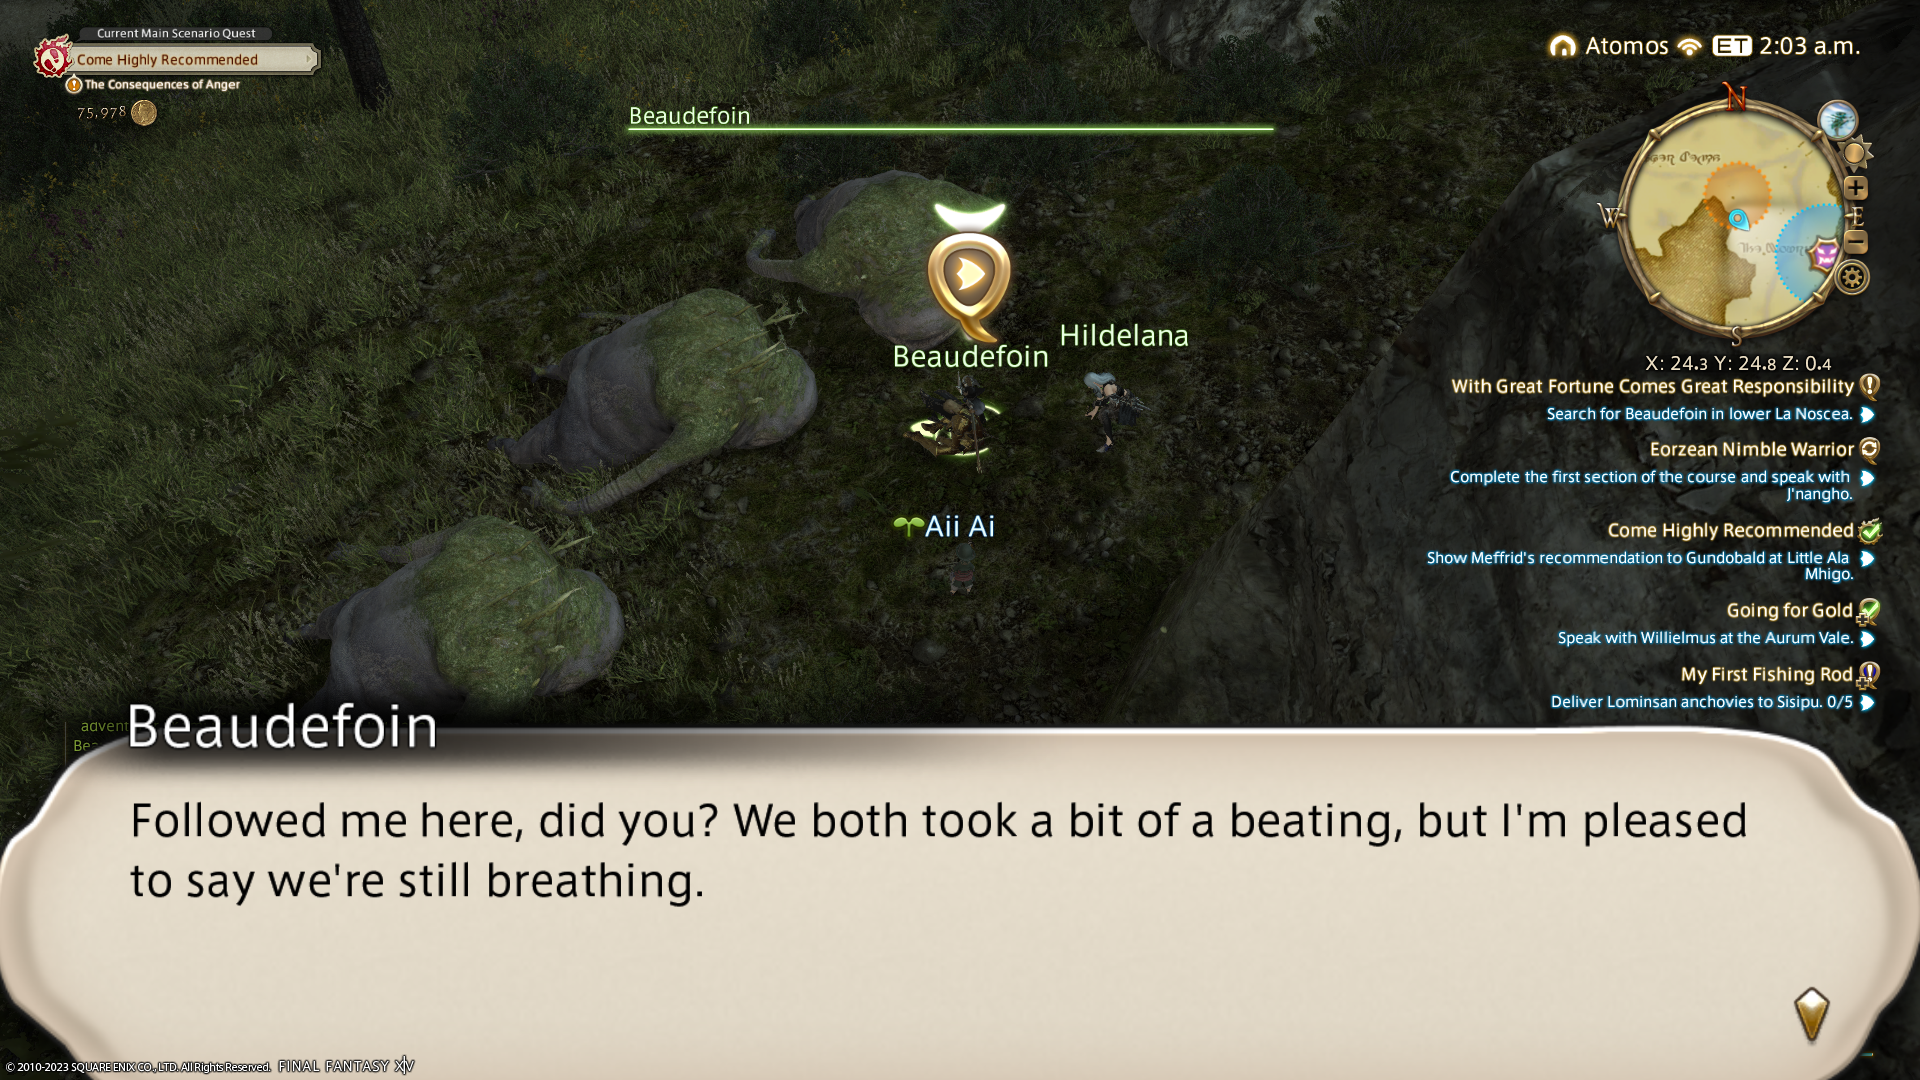 Current Main Scenario Quest
Come Highly Recommended
The Consequences of Anger
75,978
Beaudefoin
Atomos ET 2:03 a.m.
N
W
E
S
X: 24.3 Y: 24.8 Z: 0.4
With Great Fortune Comes Great Responsibility
Search for Beaudefoin in lower La Noscea.
Eorzean Nimble Warrior
Complete the first section of the course and speak with
J'nangho.
Come Highly Recommended
Show Meffrid's recommendation to Gundobald at Little Ala
Mhigo.
Going for Gold
Speak with Willielmus at the Aurum Vale.
My First Fishing Rod
Deliver Lominsan anchovies to Sisipu. 0/5
Hildelana
Beaudefoin
Aii Ai
Beaudefoin
Followed me here, did you? We both took a bit of a beating, but I'm pleased
to say we're still breathing.
© 2010-2023 SQUARE ENIX CO., LTD. All Rights Reserved. FINAL FANTASY XIV